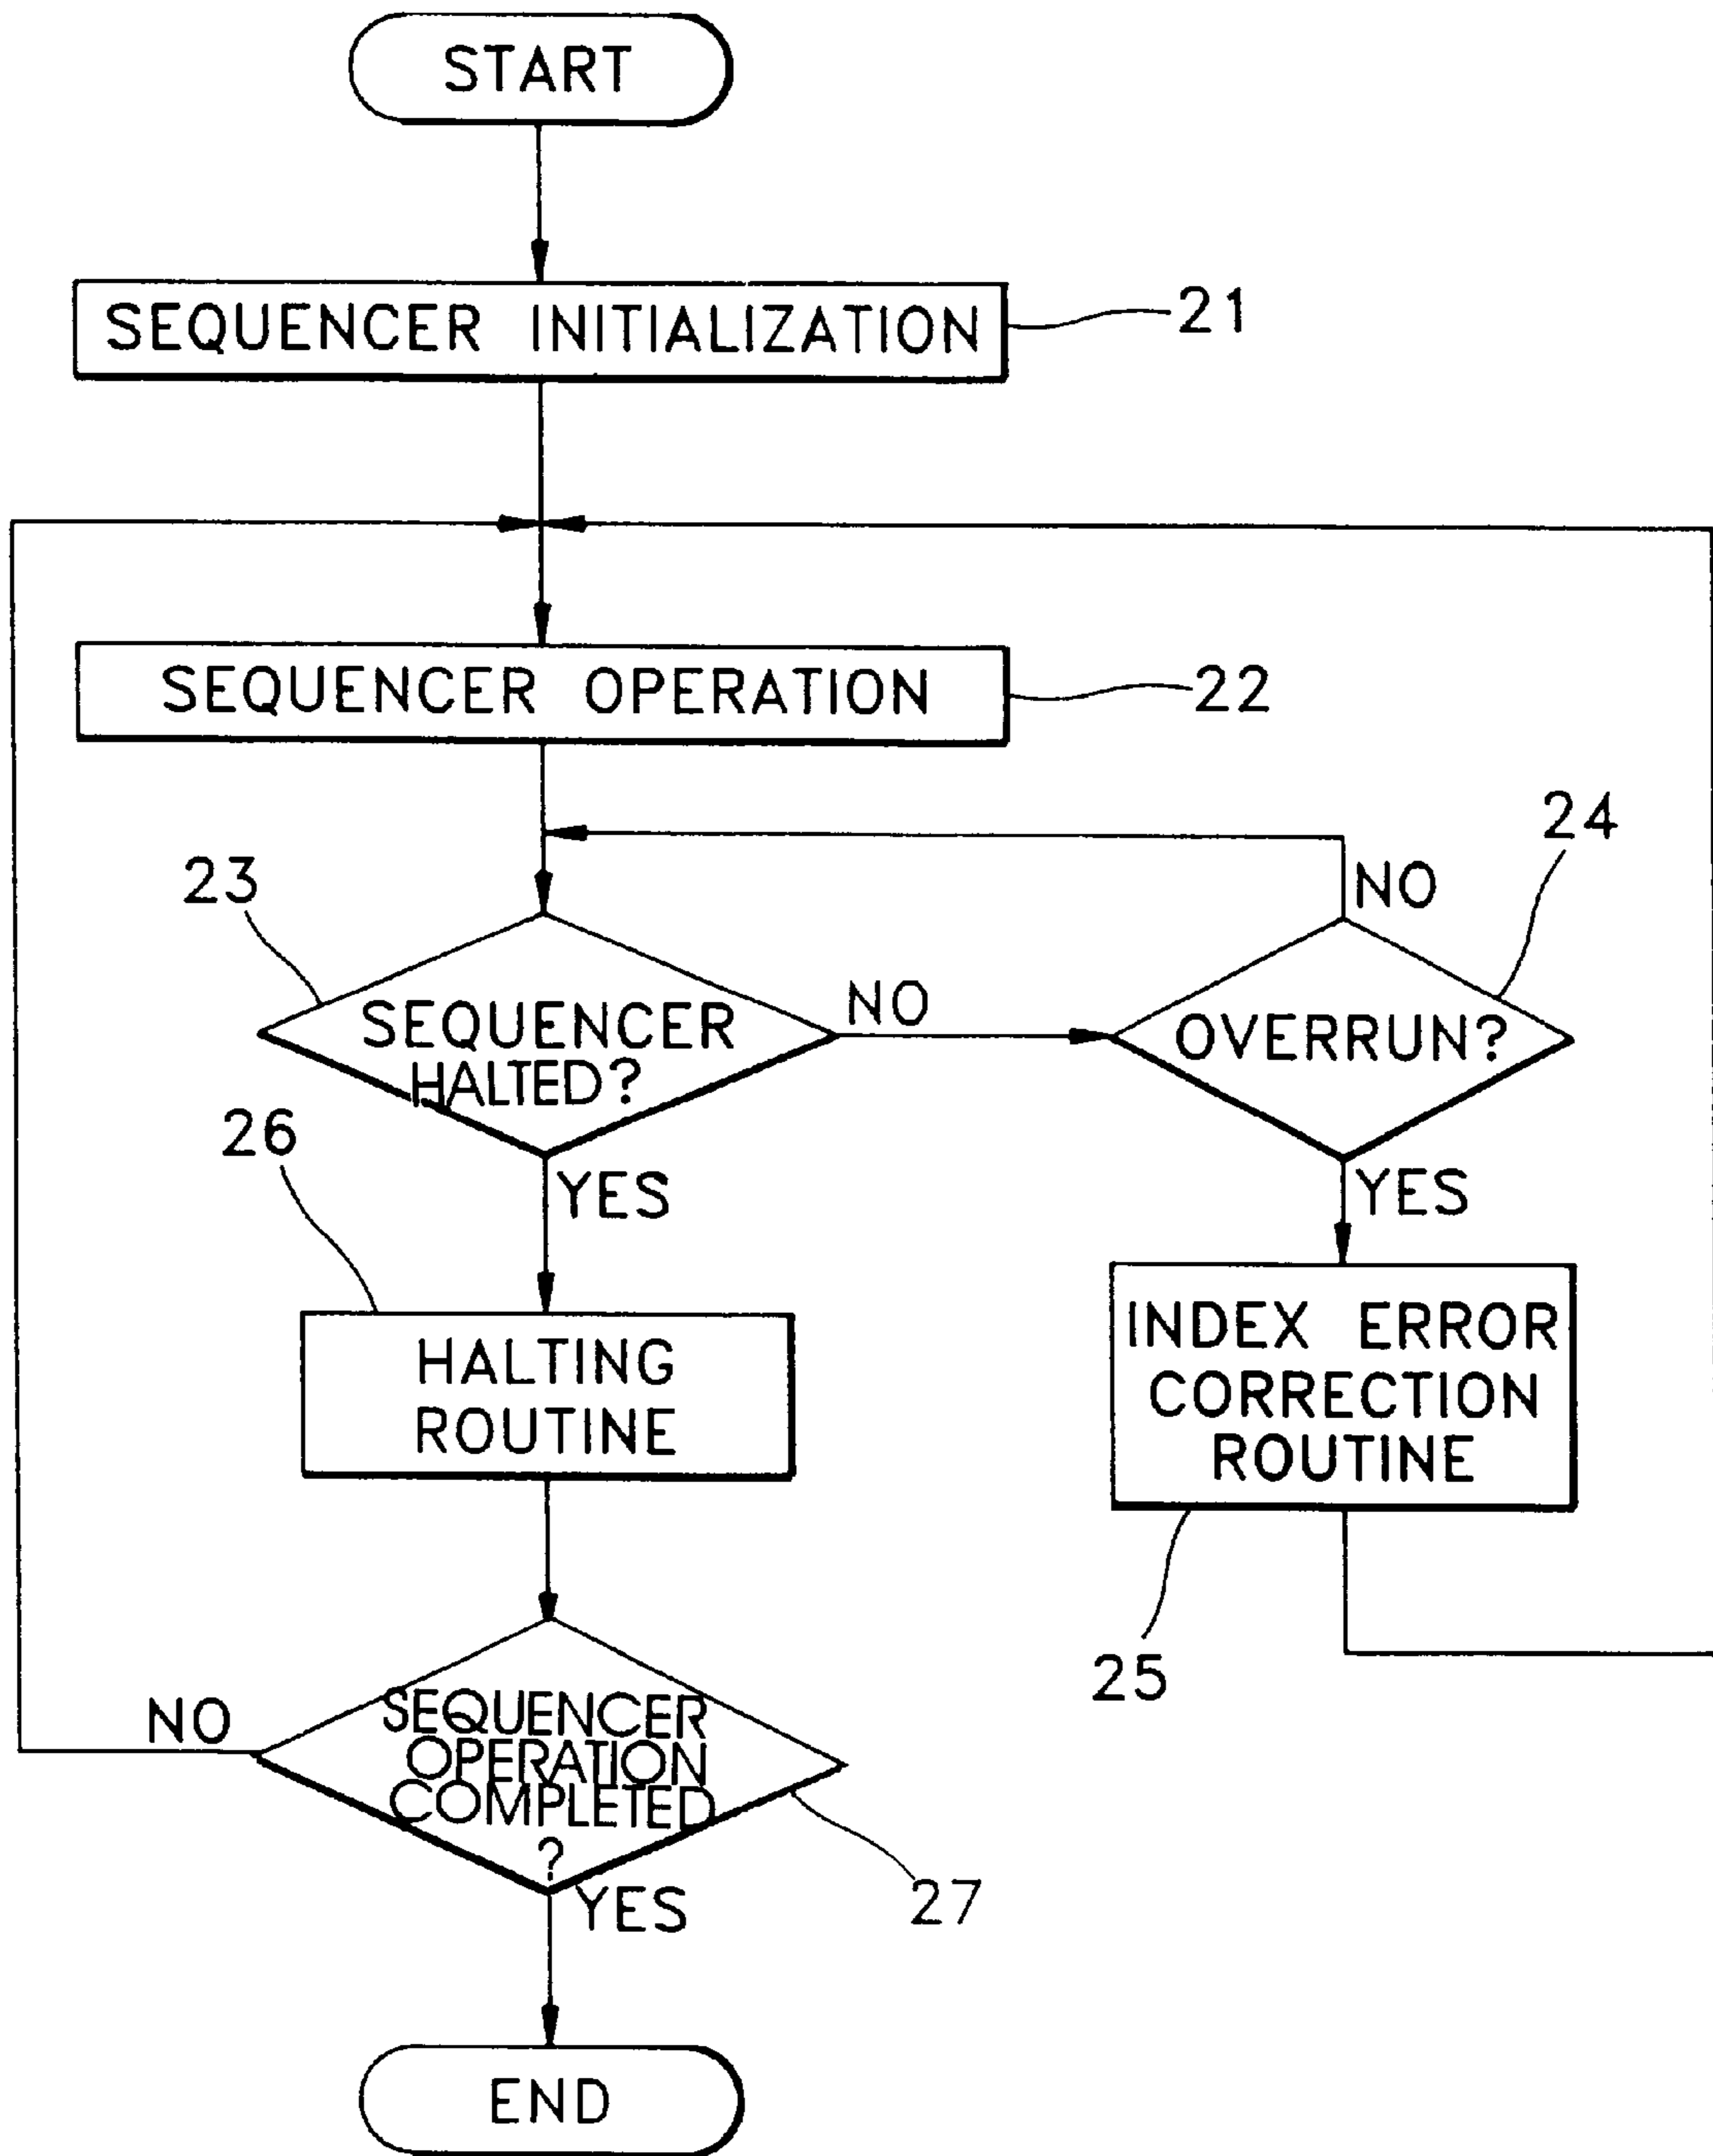 START
SEQUENCER INITIALIZATION
21
SEQUENCER OPERATION
22
24
23
NO
SEQUENCER
HALTED?
NO
OVERRUN?
26
YES
YES
HALTING
ROUTINE
INDEX ERROR
CORRECTION
ROUTINE
25
NO
SEQUENCER
OPERATION
COMPLETED
?
YES
27
END